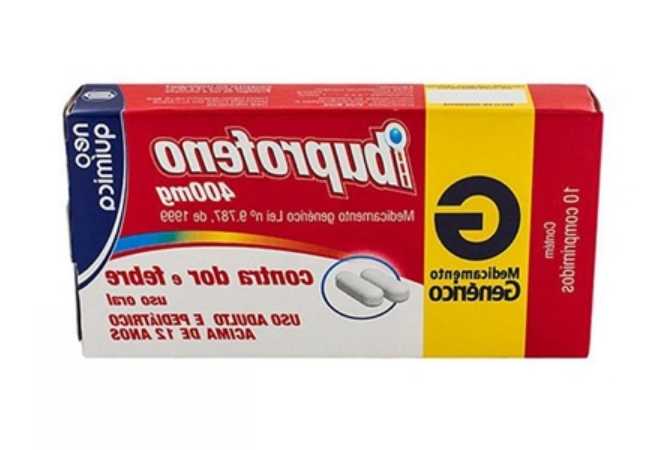 neo
química
ibuprofeno
400mg
Medicamento genérico Lei nº 9.787, de 1999
contra dor e febre
uso oral
USO ADULTO E PEDIÁTRICO
ACIMA DE 12 ANOS
G
Medicamento
Genérico
Contém
10 comprimidos